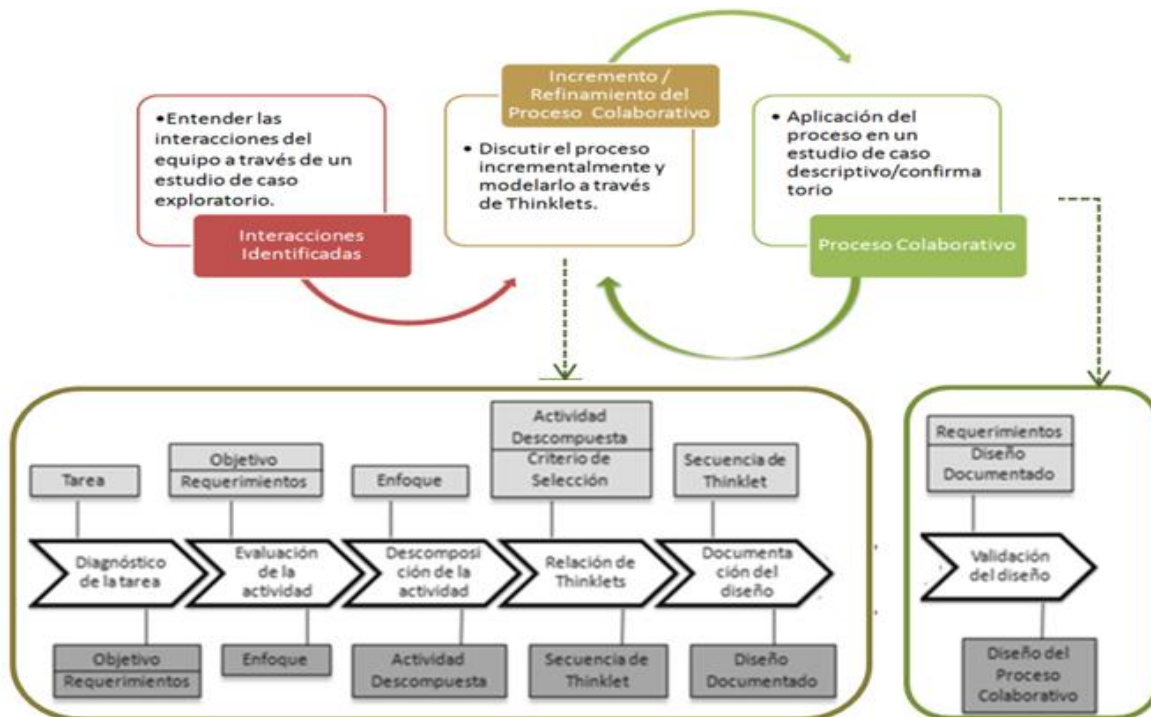 •Entender las
interacciones del
equipo a través de un
estudio de caso
exploratorio.
Interacciones
Identificadas
Incremento /
Refinamiento del
Proceso Colaborativo
• Discutir el proceso
incrementalmente y
modelarlo a través
de Thinklets.
• Aplicación del
proceso en un
estudio de caso
descriptivo/confirma
torio
Proceso Colaborativo
Tarea
Objetivo
Requerimientos
Enfoque
Actividad
Descompuesta
Criterio de
Selección
Secuencia de
Thinklet
Diagnóstico
de la tarea
Evaluación
de la
actividad
Descomposi
ción de la
actividad
Relación de
Thinklets
Documenta
ción del
diseño
Objetivo
Requerimientos
Enfoque
Actividad
Descompuesta
Secuencia de
Thinklet
Diseño
Documentado
Requerimientos
Diseño
Documentado
Validación
del diseño
Diseño del
Proceso
Colaborativo